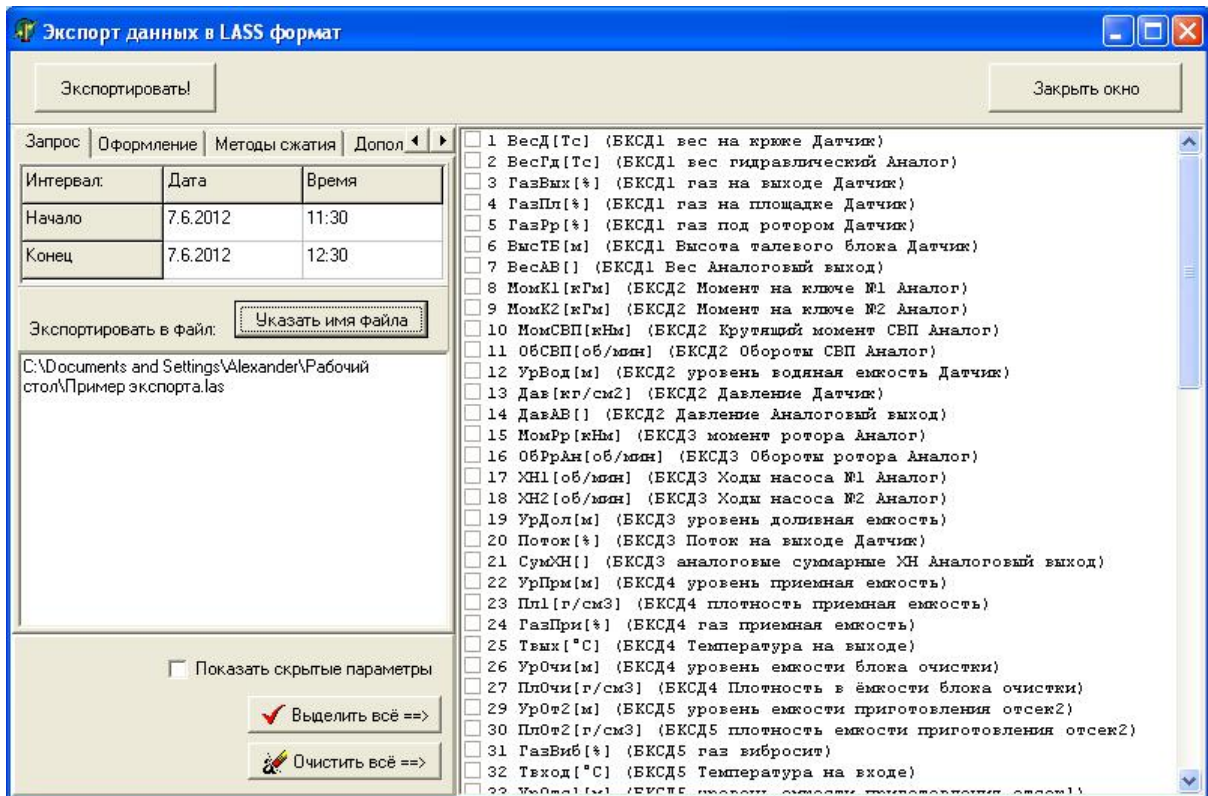 Экспорт данных в LASS формат
Экспортировать!
Закрыть окно
Запрос Оформление Методы сжатия Допол
Интервал: Дата Время
Начало 7.6.2012 11:30
Конец 7.6.2012 12:30
Экспортировать в файл: Указать имя файла
C:\Documents and Settings\Alexander\Рабочий
стол\Пример экспорта.las
Показать скрытые параметры
Выделить всё ==>
Очистить всё ==>
1 ВесД[Тс] (БКСД1 вес на крюке Датчик)
2 ВесГд[Тс] (БКСД1 вес гидравлический Аналог)
3 ГазВых[%] (БКСД1 газ на выходе Датчик)
4 ГазПл[%] (БКСД1 газ на площадке Датчик)
5 ГазРр[%] (БКСД1 газ под ротором Датчик)
6 ВысТБ[м] (БКСД1 Высота талевого блока Датчик)
7 ВесАВ[] (БКСД1 Вес Аналоговый выход)
8 МомК1[кГм] (БКСД2 Момент на ключе №1 Аналог)
9 МомК2[кГм] (БКСД2 Момент на ключе №2 Аналог)
10 МомСВП[кНм] (БКСД2 Крутящий момент СВП Аналог)
11 ОбСВП[об/мин] (БКСД2 Обороты СВП Аналог)
12 УрВод[м] (БКСД2 уровень водяная емкость Датчик)
13 Дав[кг/см2] (БКСД2 Давление Датчик)
14 ДавАВ[] (БКСД2 Давление Аналоговый выход)
15 МомРр[кНм] (БКСД3 момент ротора Аналог)
16 ОбРрАн[об/мин] (БКСД3 Обороты ротора Аналог)
17 ХН1[об/мин] (БКСД3 Ходы насоса №1 Аналог)
18 ХН2[об/мин] (БКСД3 Ходы насоса №2 Аналог)
19 УрДол[м] (БКСД3 уровень доливная емкость)
20 Поток[%] (БКСД3 Поток на выходе Датчик)
21 СумХН[] (БКСД3 аналоговые суммарные ХН Аналоговый выход)
22 УрПрм[м] (БКСД4 уровень приемная емкость)
23 Пл1[г/см3] (БКСД4 плотность приемная емкость)
24 ГазПри[%] (БКСД4 газ приемная емкость)
25 Твых[°C] (БКСД4 Температура на выходе)
26 УрОчи[м] (БКСД4 уровень емкости блока очистки)
27 ПлОчи[г/см3] (БКСД4 Плотность в ёмкости блока очистки)
29 УрОт2[м] (БКСД5 уровень емкости приготовления отсек2)
30 ПлОт2[г/см3] (БКСД5 плотность емкости приготовления отсек2)
31 ГазВиб[%] (БКСД5 газ вибросит)
32 Твход[°C] (БКСД5 Температура на входе)